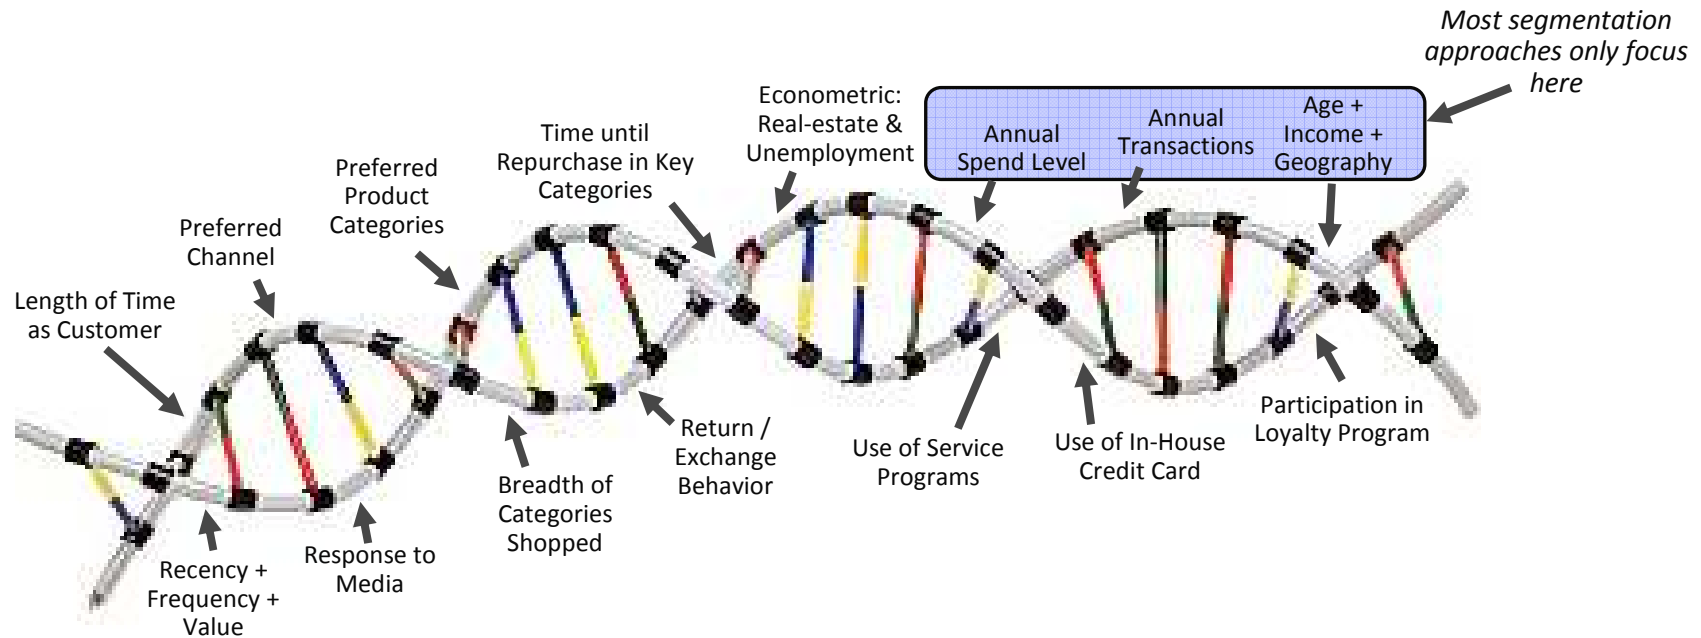 Most segmentation
approaches only focus
here
Econometric:
Real-estate &
Unemployment
Annual
Spend Level
Annual
Transactions
Age +
Income +
Geography
Time until
Repurchase in Key
Categories
Preferred
Product
Categories
Preferred
Channel
Length of Time
as Customer
Recency +
Frequency +
Value
Response to
Media
Breadth of
Categories
Shopped
Return /
Exchange
Behavior
Use of Service
Programs
Use of In-House
Credit Card
Participation in
Loyalty Program